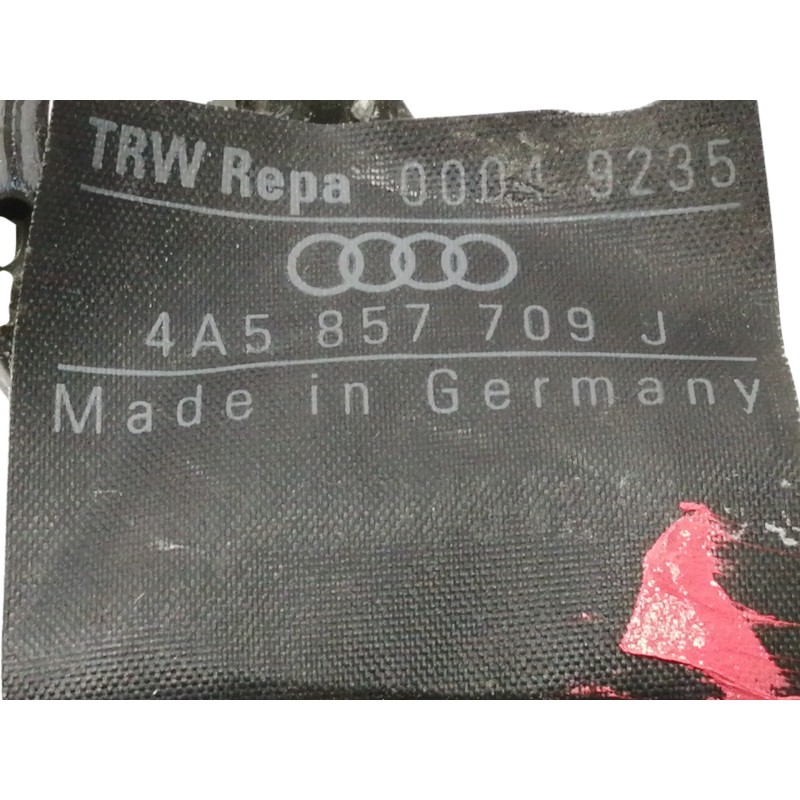 TRW Repa 0004 9235
4A5 857 709 J
Made in Germany